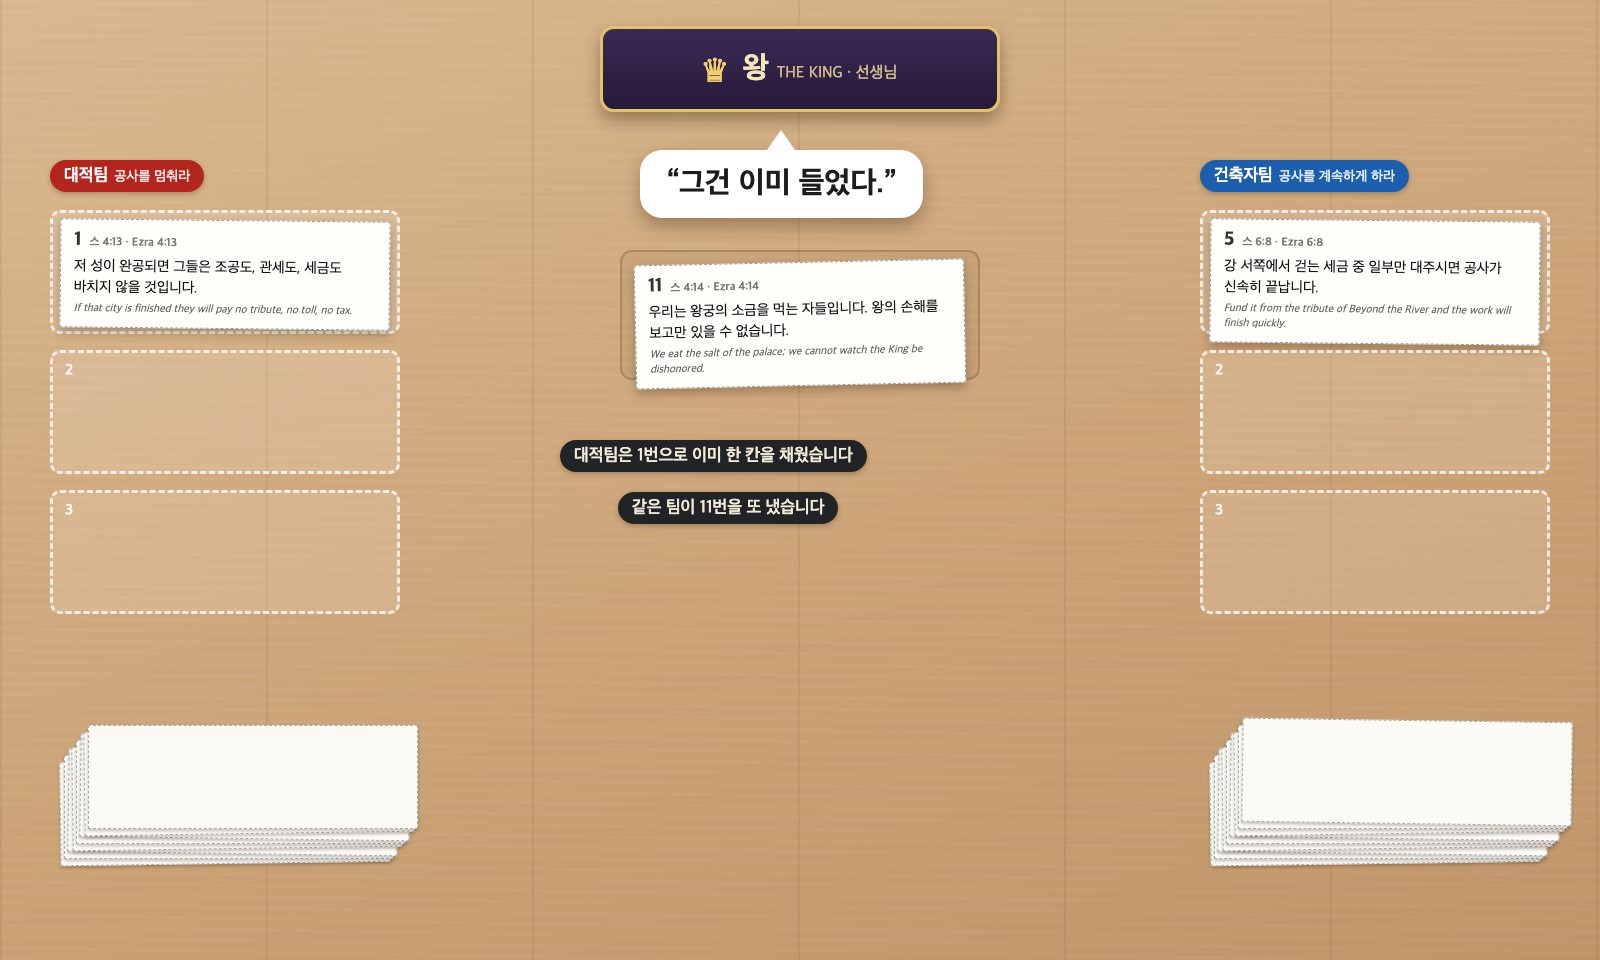 ♛ 왕 THE KING · 선생님
“그건 이미 들었다.”
대적팀 공사를 멈춰라
1 스 4:13 · Ezra 4:13
저 성이 완공되면 그들은 조공도, 관세도, 세금도
바치지 않을 것입니다.
If that city is finished they will pay no tribute, no toll, no tax.
2
3
11 스 4:14 · Ezra 4:14
우리는 왕궁의 소금을 먹는 자들입니다. 왕의 손해를
보고만 있을 수 없습니다.
We eat the salt of the palace; we cannot watch the King be
dishonored.
대적팀은 1번으로 이미 한 칸을 채웠습니다
같은 팀이 11번을 또 냈습니다
건축자팀 공사를 계속하게 하라
5 스 6:8 · Ezra 6:8
강 서쪽에서 걷는 세금 중 일부만 대주시면 공사가
신속히 끝납니다.
Fund it from the tribute of Beyond the River and the work will
finish quickly.
2
3